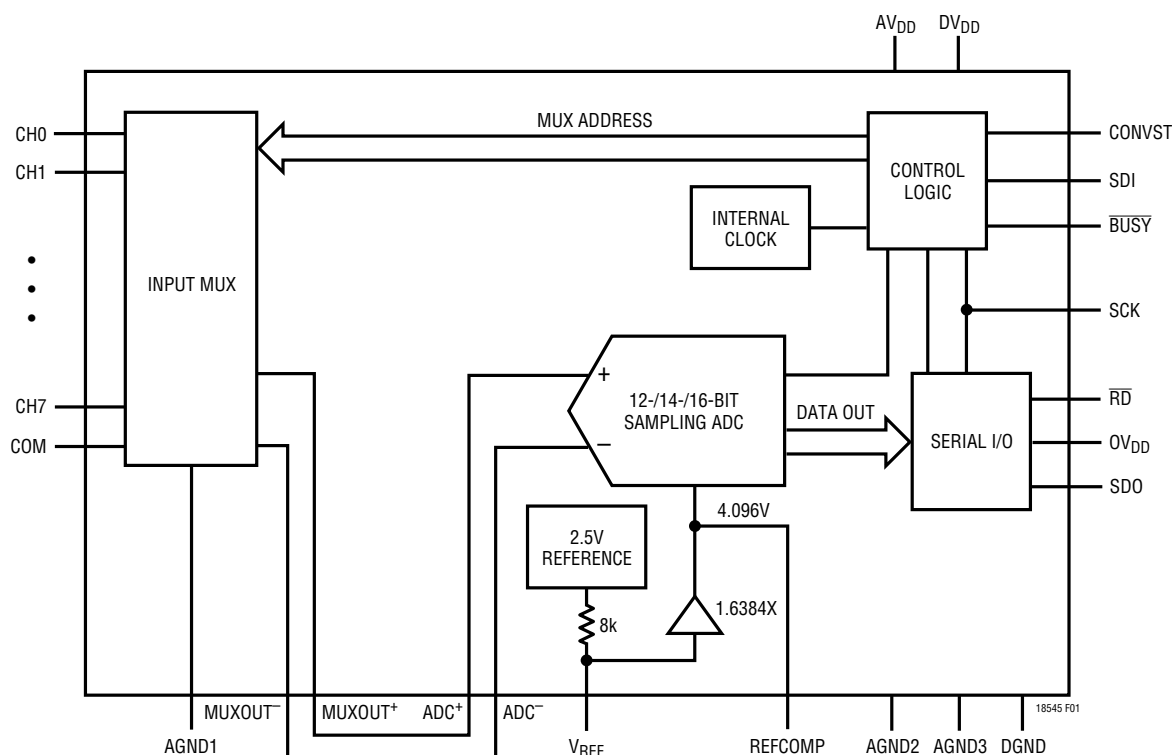 AVDD DVDD
CH0
CH1
CH7
COM
INPUT MUX
MUX ADDRESS
CONTROL
LOGIC
INTERNAL
CLOCK
CONVST
SDI
BUSY
SCK
RD
OVDD
SDO
+
–
12-/14-/16-BIT
SAMPLING ADC
DATA OUT
SERIAL I/O
4.096V
2.5V
REFERENCE
8k
1.6384X
MUXOUT– MUXOUT+ ADC+ ADC–
18545 F01
AGND1 VREF REFCOMP AGND2 AGND3 DGND